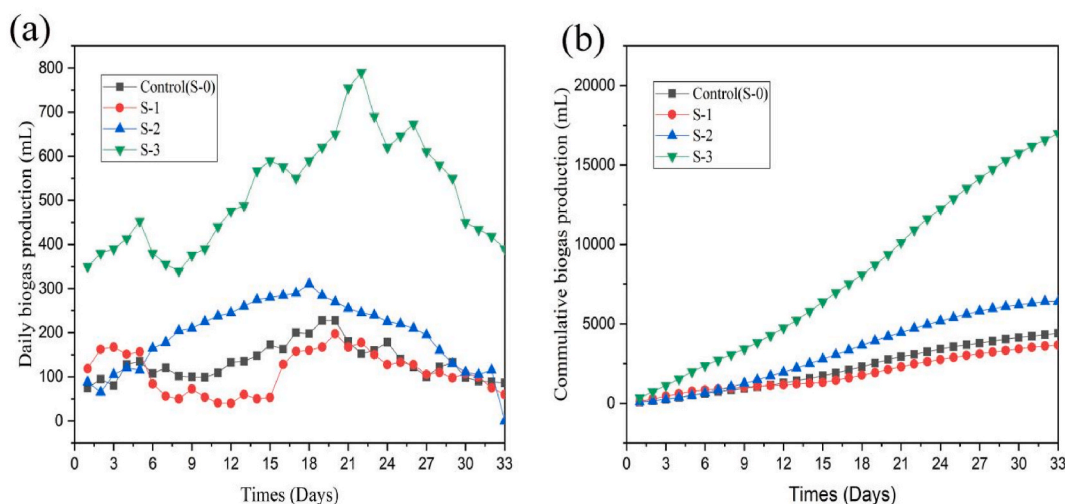 (a)
Daily biogas production (mL)
800
700
600
500
400
300
200
100
0
Control(S-0)
S-1
S-2
S-3
0 3 6 9 12 15 18 21 24 27 30 33
Times (Days)
(b)
Commulative biogas production (mL)
20000
15000
10000
5000
0
Control(S-0)
S-1
S-2
S-3
0 3 6 9 12 15 18 21 24 27 30 33
Times (Days)